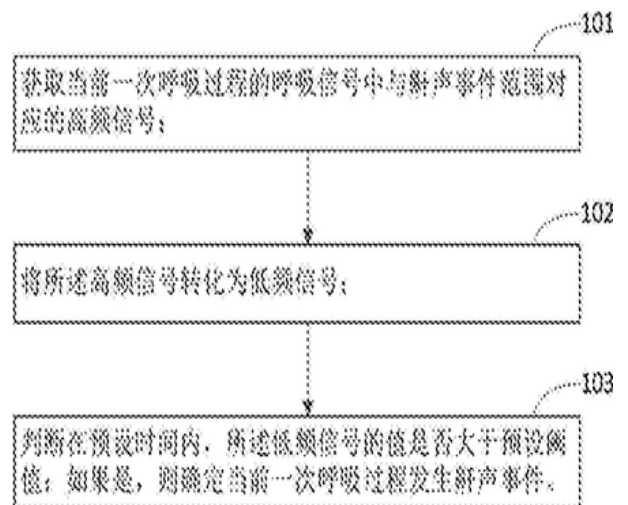 101
获取当前一次呼吸过程的呼吸信号中与鼾声事件范围对
应的高频信号；
102
将所述高频信号转化为低频信号；
103
判断在预设时间内，所述低频信号的值是否大于预设阈
值；如果是，则确定当前一次呼吸过程发生鼾声事件。